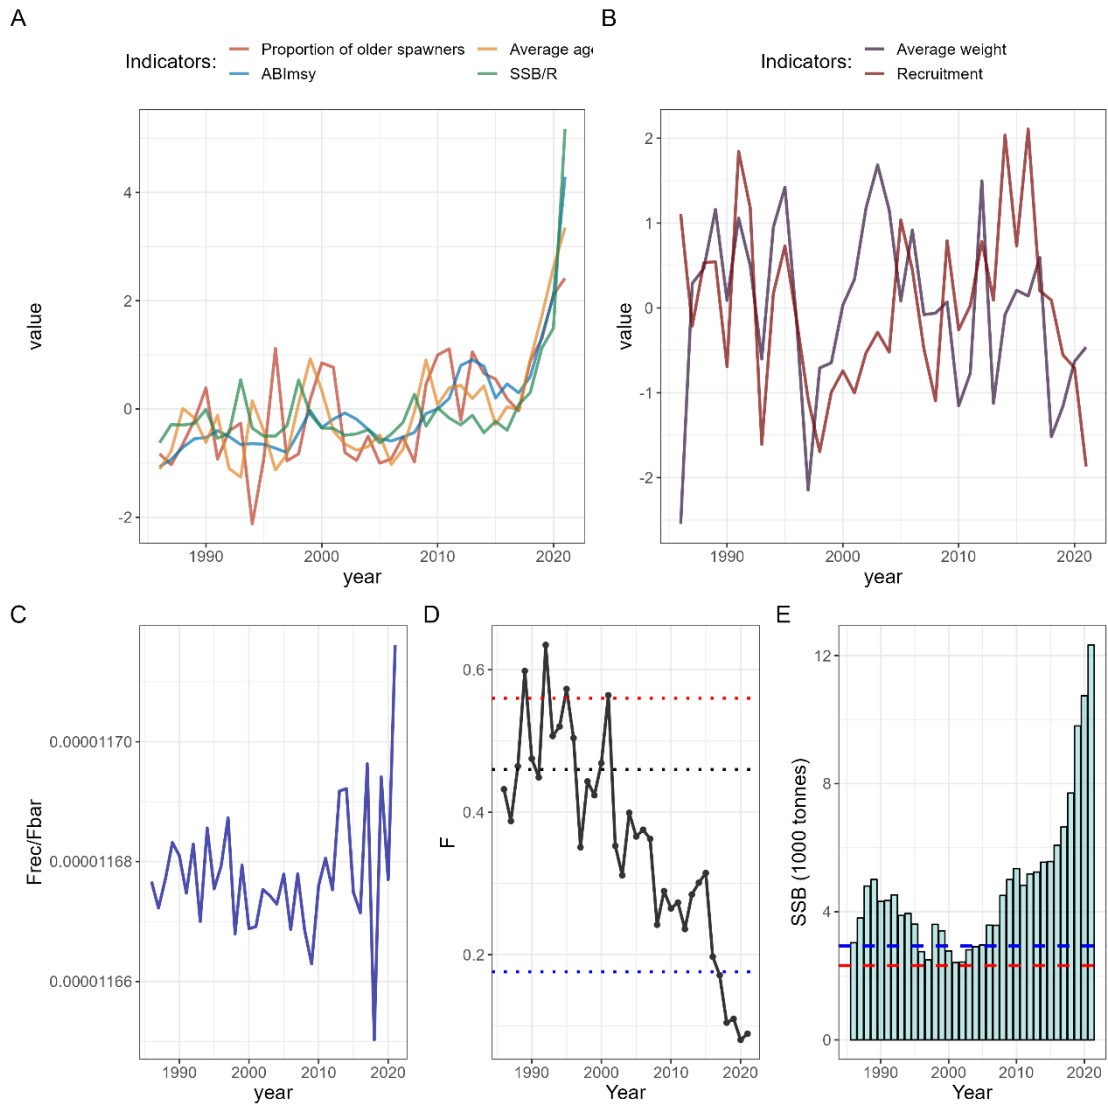 A
Indicators:
Proportion of older spawners
Average ag
ABImsy
SSB/R
value
4
2
0
-2
1990
2000
2010
2020
year
B
Indicators:
Average weight
Recruitment
value
2
1
0
-1
-2
1990
2000
2010
2020
year
C
Frec/Fbar
0.00001170
0.000001168
0.000001166
1990
2000
2010
2020
year
D
F
0.6
0.4
0.2
1990
2000
2010
2020
Year
E
SSB (1000 tonnes)
12
8
4
0
1990
2000
2010
2020
Year